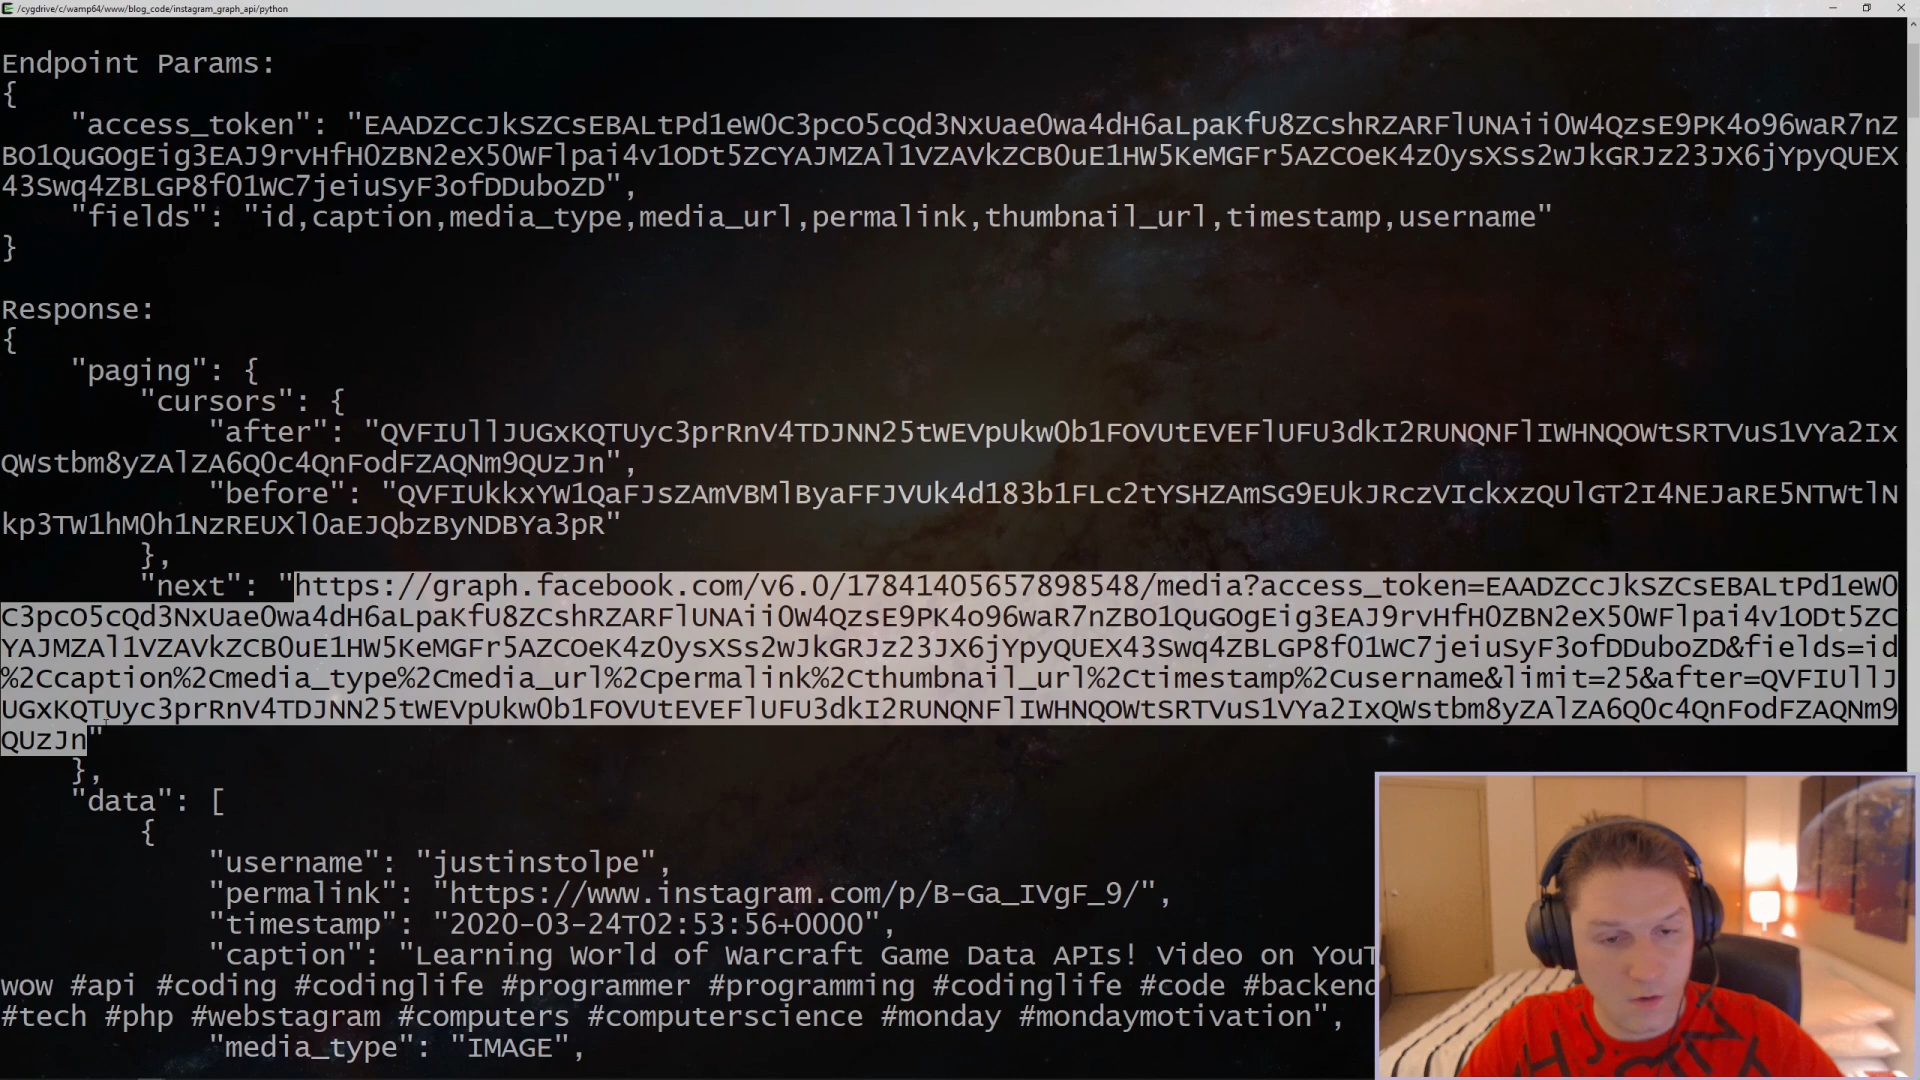 /cygdrive/c/wamp64/www/blog_code/instagram_graph_api/python
Endpoint Params:
{
"access_token": "EAADZCcJkSZCsEBALtPd1eW0C3pcO5cQd3NxUae0wa4dH6aLpaKfU8ZCshRZARFlUNAii0W4QzsE9PK4o96waR7nZ
BO1QuGOgEig3EAJ9rvHfH0ZBN2eX50WFlpai4v1ODt5ZCYAJMZAl1VZAVkZCB0uE1HW5KeMGFr5AZCOeK4z0ysXSs2wJkGRJz23JX6jYpyQUEX
43Swq4ZBLGP8f01WC7jeiuSyF3ofDDuboZD",
"fields": "id,caption,media_type,media_url,permalink,thumbnail_url,timestamp,username"
}
Response:
{
"paging": {
"cursors": {
"after": "QVFIUllJUGxKQTUyc3prRnV4TDJNN25tWEVpUkw0b1FOVUtEVEFlUFU3dkI2RUNQNFlIWHNQOWtSRTVuS1VYa2Ix
QWstbm8yZAlZA6Q0c4QnFodFZAQNm9QUzJn",
"before": "QVFIUkkxYW1QaFJsZAmVBMlByaFFJVUk4d183b1FLc2tYSHZAmSG9EUkJRczVIckxzQUlGT2I4NEJaRE5NTWtlN
kp3TW1hM0h1NzREUXl0aEJQbzByNDBYa3pR"
},
"next": "https://graph.facebook.com/v6.0/17841405657898548/media?access_token=EAADZCcJkSZCsEBALtPd1eW0
C3pcO5cQd3NxUae0wa4dH6aLpaKfU8ZCshRZARFlUNAii0W4QzsE9PK4o96waR7nZBO1QuGOgEig3EAJ9rvHfH0ZBN2eX50WFlpai4v1ODt5ZC
YAJMZAl1VZAVkZCB0uE1HW5KeMGFr5AZCOeK4z0ysXSs2wJkGRJz23JX6jYpyQUEX43Swq4ZBLGP8f01WC7jeiuSyF3ofDDuboZD&fields=id
%2Ccaption%2Cmedia_type%2Cmedia_url%2Cpermalink%2Cthumbnail_url%2Ctimestamp%2Cusername&limit=25&after=QVFIUllJ
UGxKQTUyc3prRnV4TDJNN25tWEVpUkw0b1FOVUtEVEFlUFU3dkI2RUNQNFlIWHNQOWtSRTVuS1VYa2IxQWstbm8yZAlZA6Q0c4QnFodFZAQNm9
QUzJn"
},
"data": [
{
"username": "justinstolpe",
"permalink": "https://www.instagram.com/p/B-Ga_IVgF_9/",
"timestamp": "2020-03-24T02:53:56+0000",
"caption": "Learning World of Warcraft Game Data APIs! Video on YouT
wow #api #coding #codinglife #programmer #programming #codinglife #code #backend
#tech #php #webstagram #computers #computerscience #monday #mondaymotivation",
"media_type": "IMAGE",